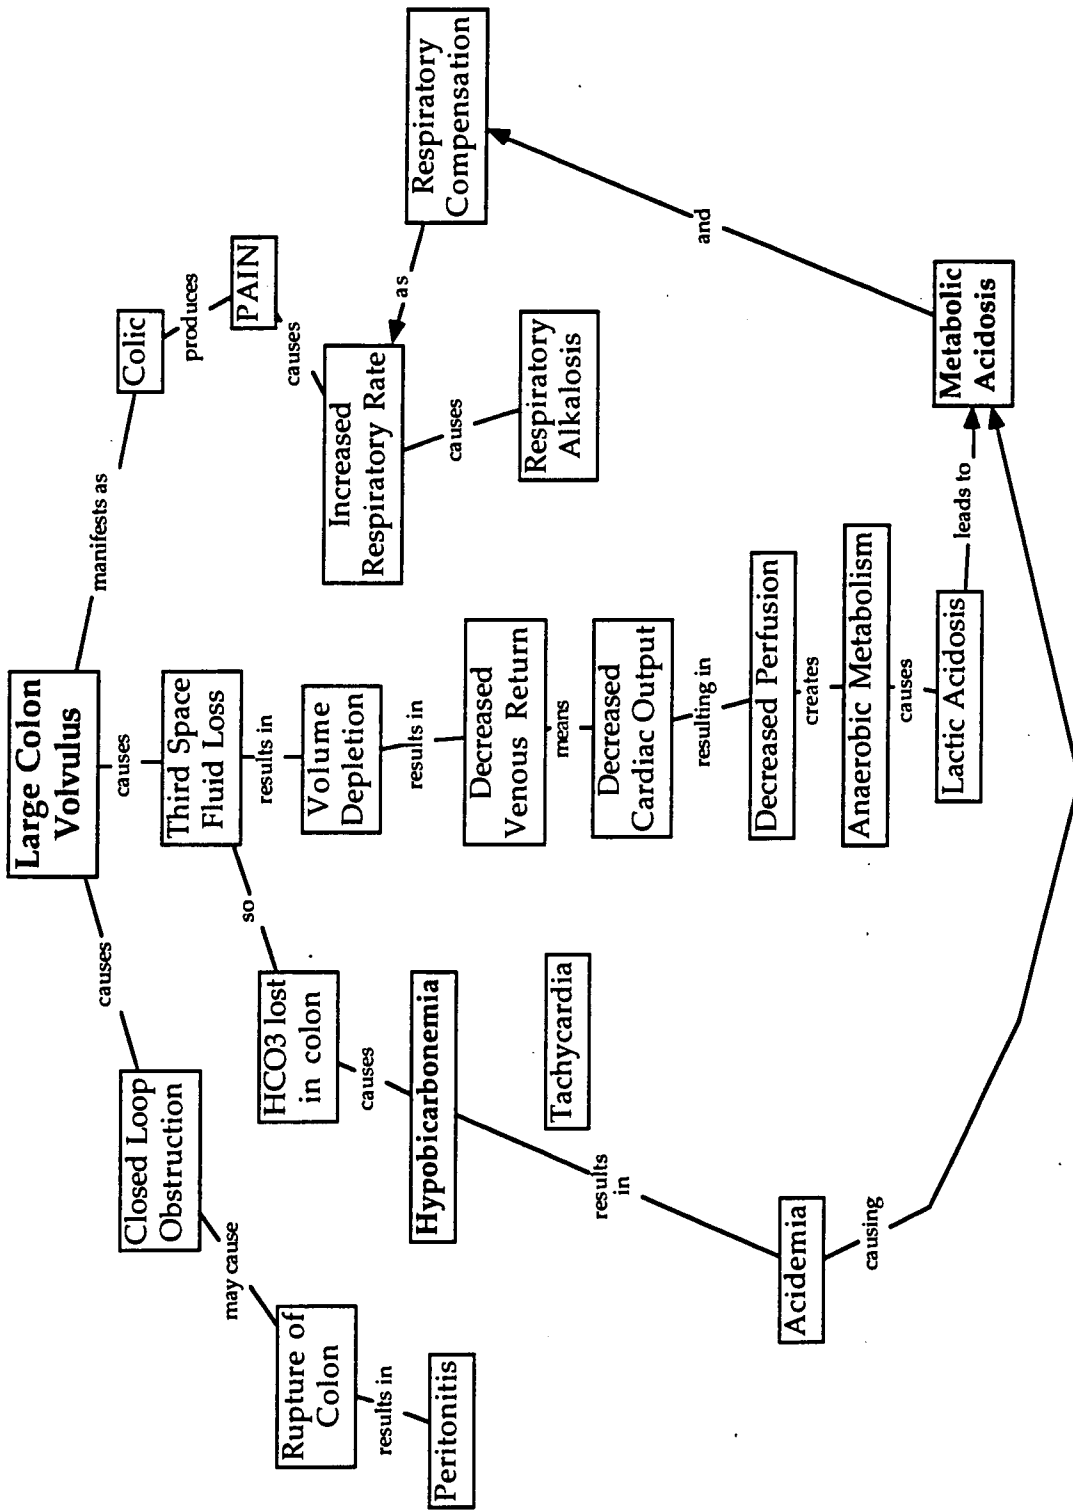 Large Colon
Volvulus
causes
causes
manifests as
Closed Loop
Obstruction
Third Space
Fluid Loss
Colic
may cause
so
results in
produces
Rupture of
Colon
HCO3 lost
in colon
Volume
Depletion
PAIN
results in
causes
results in
causes
Peritonitis
Hypobicarbonemia
Decreased
Venous Return
Increased
Respiratory Rate
as
Respiratory
Compensation
means
causes
Tachycardia
Decreased
Cardiac Output
Respiratory
Alkalosis
results
in
resulting in
and
Acidemia
Decreased Perfusion
creates
causing
Anaerobic Metabolism
causes
Lactic Acidosis
leads to
Metabolic
Acidosis